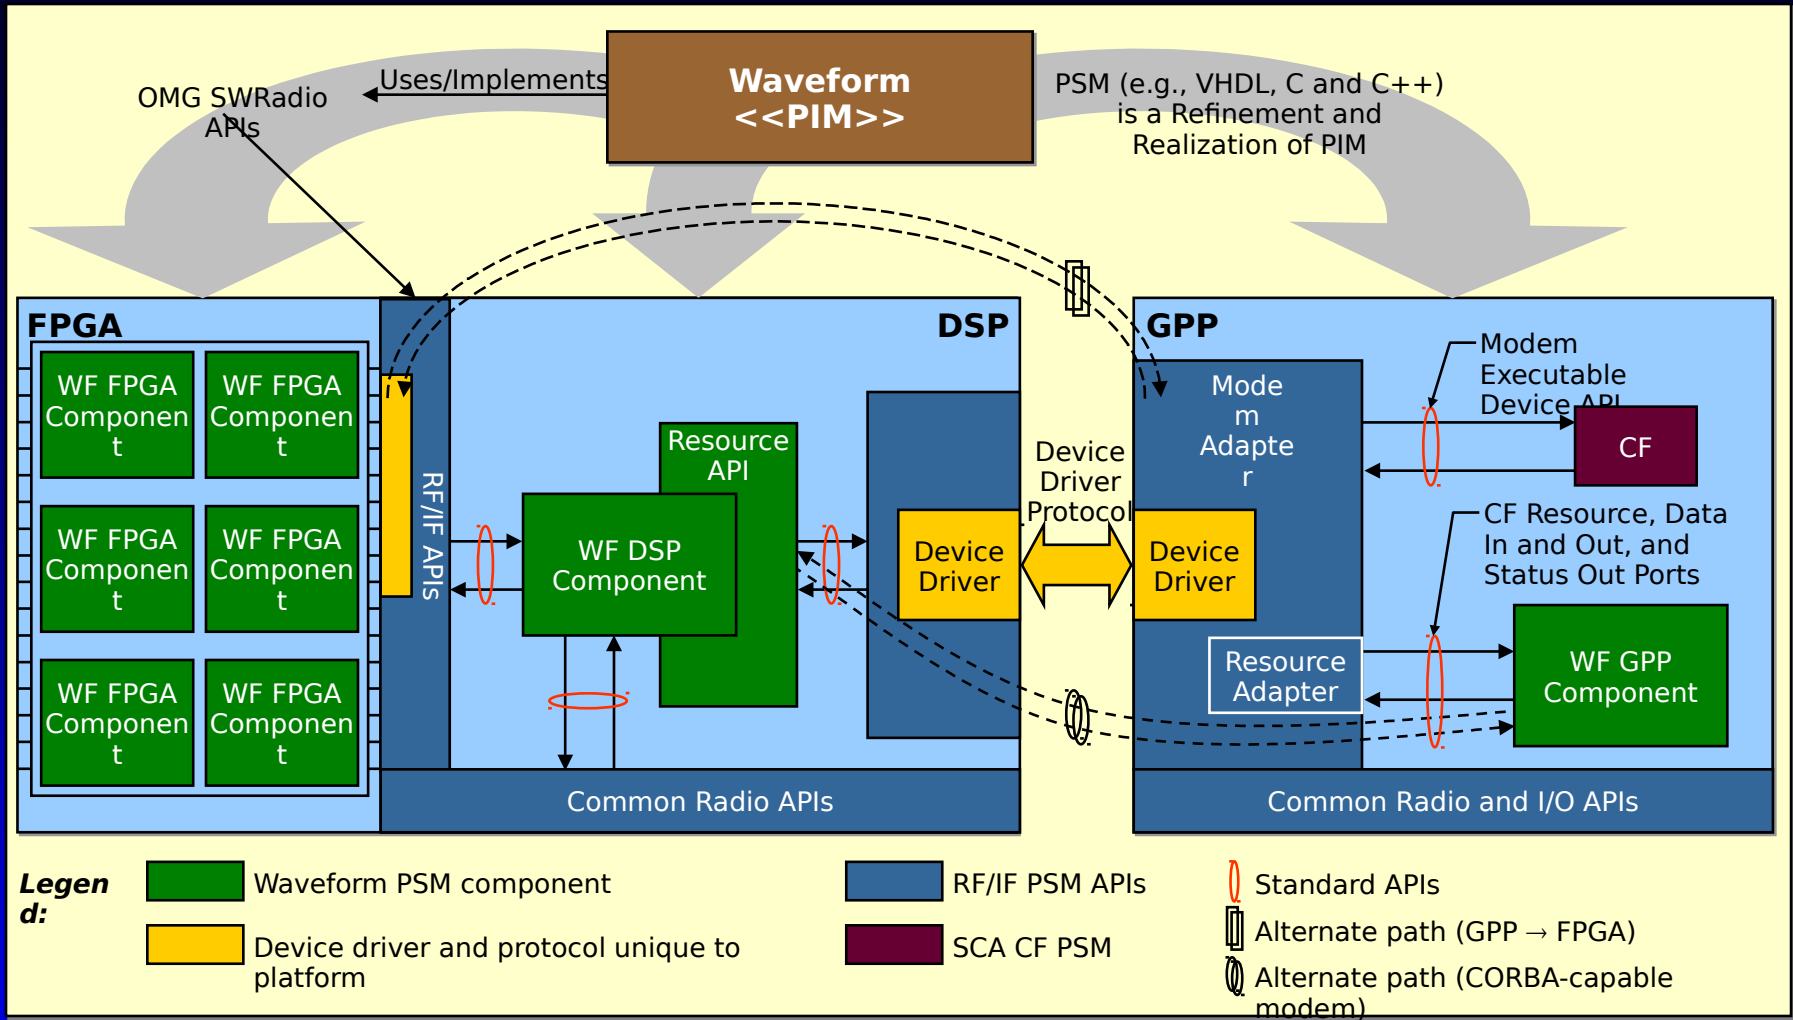 Waveform
<<PIM>>
Uses/Implements
OMG SWRadio
APIs
PSM (e.g., VHDL, C and C++)
is a Refinement and
Realization of PIM
FPGA
DSP
GPP
WF FPGA
Componen
t
WF FPGA
Componen
t
WF FPGA
Componen
t
WF FPGA
Componen
t
WF FPGA
Componen
t
WF FPGA
Componen
t
RF/IF APIs
Resource
API
WF DSP
Component
Device
Driver
Device
Driver
Protocol
Device
Driver
Mode
m
Adapte
r
Resource
Adapter
Modem
Executable
Device API
CF
CF Resource, Data
In and Out, and
Status Out Ports
WF GPP
Component
Common Radio APIs
Common Radio and I/O APIs
Legen
d:
Waveform PSM component
Device driver and protocol unique to
platform
RF/IF PSM APIs
SCA CF PSM
Standard APIs
Alternate path (GPP → FPGA)
Alternate path (CORBA-capable
modem)